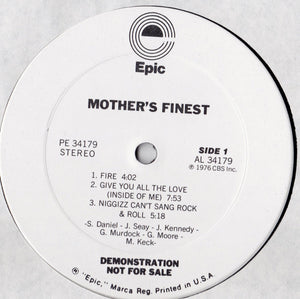 Epic
MOTHER'S FINEST
PE 34179
STEREO
SIDE 1
AL 34179
℗ 1976 CBS Inc.
1. FIRE 4:02
2. GIVE YOU ALL THE LOVE
(INSIDE OF ME) 7:53
3. NIGGIZZ CAN'T SANG ROCK
& ROLL 5:18
-S. Daniel- J. Seay - J. Kennedy-
G. Murdock - G. Moore -
M. Keck-
DEMONSTRATION
NOT FOR SALE
® "Epic," Marca Reg. Printed in U.S.A